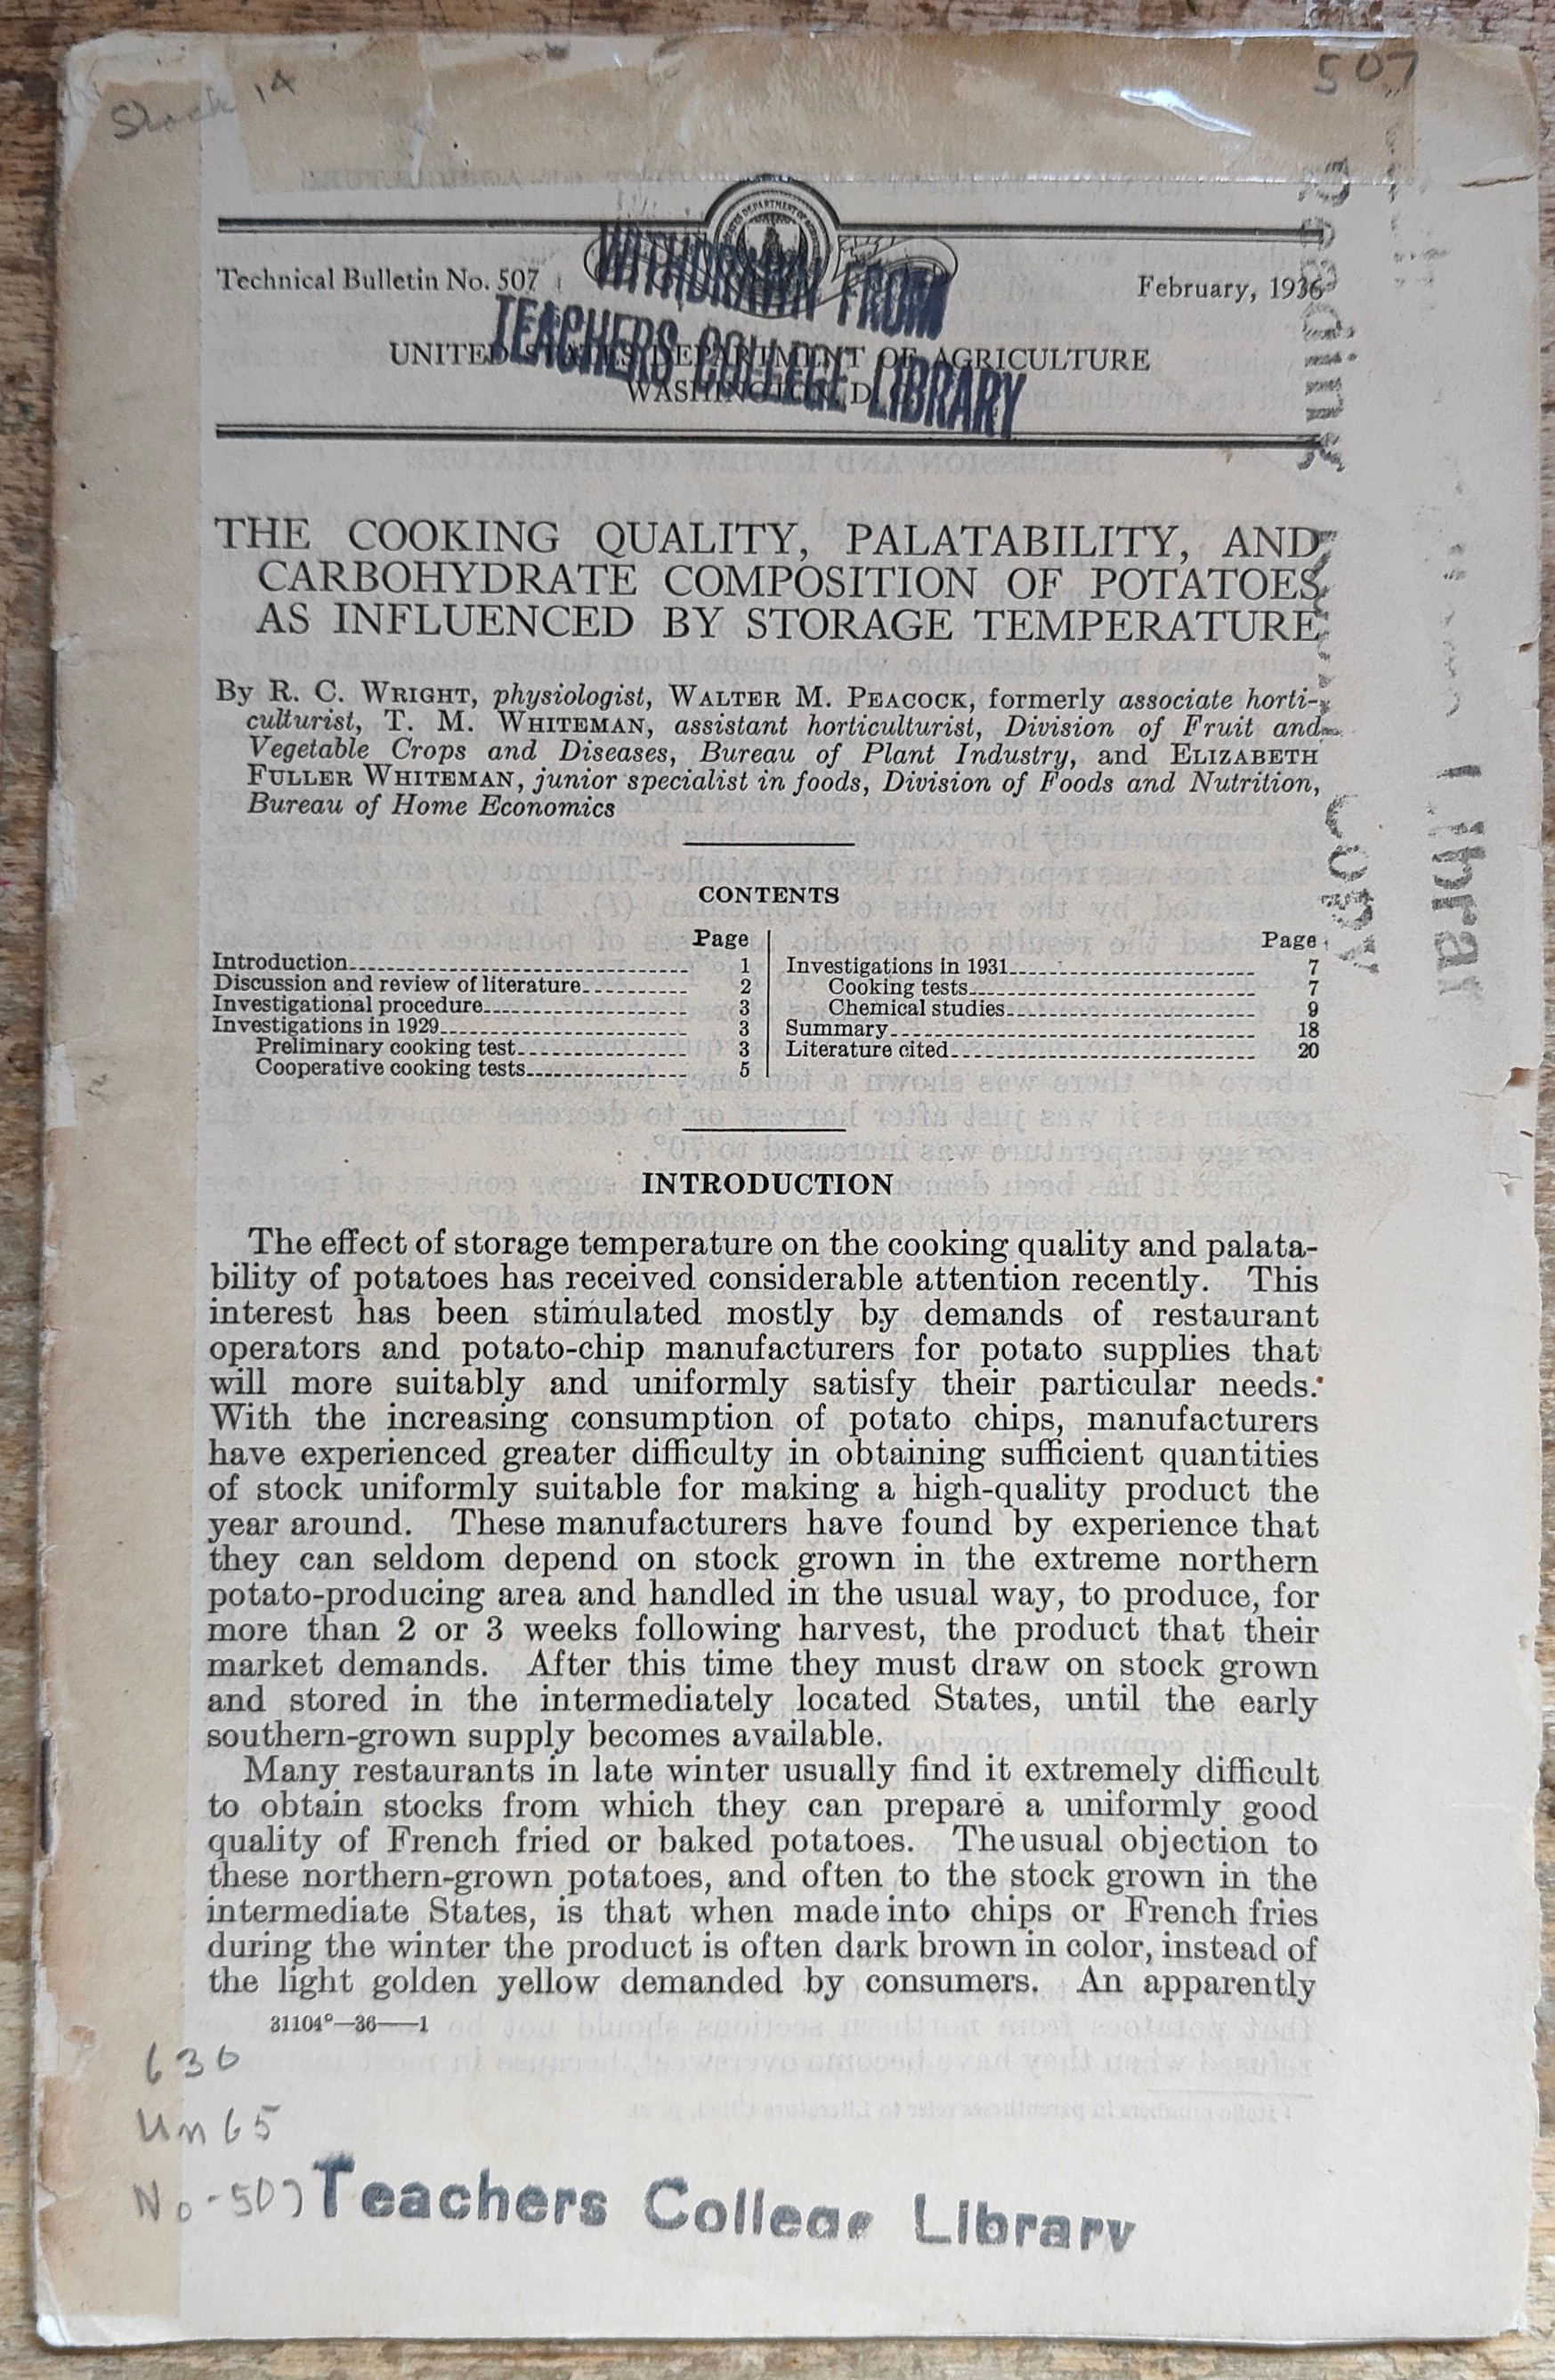 Stock 14
507
Technical Bulletin No. 507
February, 1936
WITHDRAWN FROM
TEACHERS COLLEGE LIBRARY
UNITED STATES DEPARTMENT OF AGRICULTURE
WASHINGTON, D.
THE COOKING QUALITY, PALATABILITY, AND
CARBOHYDRATE COMPOSITION OF POTATOES
AS INFLUENCED BY STORAGE TEMPERATURE
By R. C. WRIGHT, physiologist, WALTER M. PEACOCK, formerly associate horti-
culturist, T. M. WHITEMAN, assistant horticulturist, Division of Fruit and
Vegetable Crops and Diseases, Bureau of Plant Industry, and ELIZABETH
FULLER WHITEMAN, junior specialist in foods, Division of Foods and Nutrition,
Bureau of Home Economics
CONTENTS
Page
Introduction 1
Discussion and review of literature 2
Investigational procedure 3
Investigations in 1929 3
Preliminary cooking test 3
Cooperative cooking tests 5
Page
Investigations in 1931 7
Cooking tests 7
Chemical studies 9
Summary 18
Literature cited 20
INTRODUCTION
The effect of storage temperature on the cooking quality and palata-
bility of potatoes has received considerable attention recently. This
interest has been stimulated mostly by demands of restaurant
operators and potato-chip manufacturers for potato supplies that
will more suitably and uniformly satisfy their particular needs.
With the increasing consumption of potato chips, manufacturers
have experienced greater difficulty in obtaining sufficient quantities
of stock uniformly suitable for making a high-quality product the
year around. These manufacturers have found by experience that
they can seldom depend on stock grown in the extreme northern
potato-producing area and handled in the usual way, to produce, for
more than 2 or 3 weeks following harvest, the product that their
market demands. After this time they must draw on stock grown
and stored in the intermediately located States, until the early
southern-grown supply becomes available.
Many restaurants in late winter usually find it extremely difficult
to obtain stocks from which they can prepare a uniformly good
quality of French fried or baked potatoes. The usual objection to
these northern-grown potatoes, and often to the stock grown in the
intermediate States, is that when made into chips or French fries
during the winter the product is often dark brown in color, instead of
the light golden yellow demanded by consumers. An apparently
31104°—36——1
630
Un65
No-507
Teachers College Library
Copy